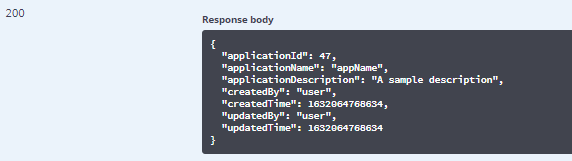 200
Response body
{
  "applicationId": 47,
  "applicationName": "appName",
  "applicationDescription": "A sample description",
  "createdBy": "user",
  "createdTime": 1632064768634,
  "updatedBy": "user",
  "updatedTime": 1632064768634
}